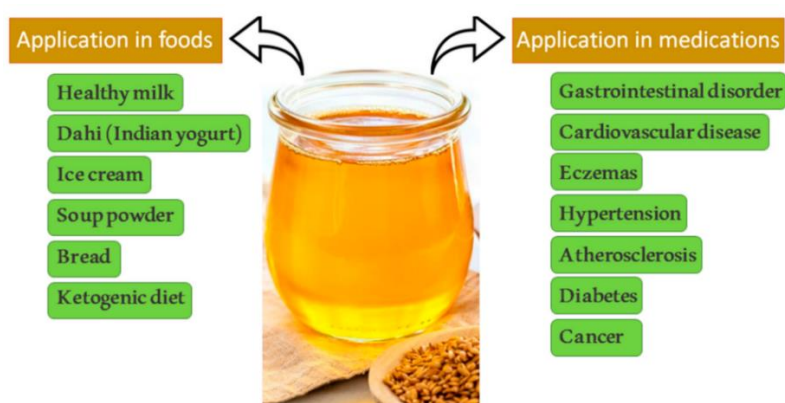 Application in foods
Healthy milk
Dahi (Indian yogurt)
Ice cream
Soup powder
Bread
Ketogenic diet
Application in medications
Gastrointestinal disorder
Cardiovascular disease
Eczemas
Hypertension
Atherosclerosis
Diabetes
Cancer